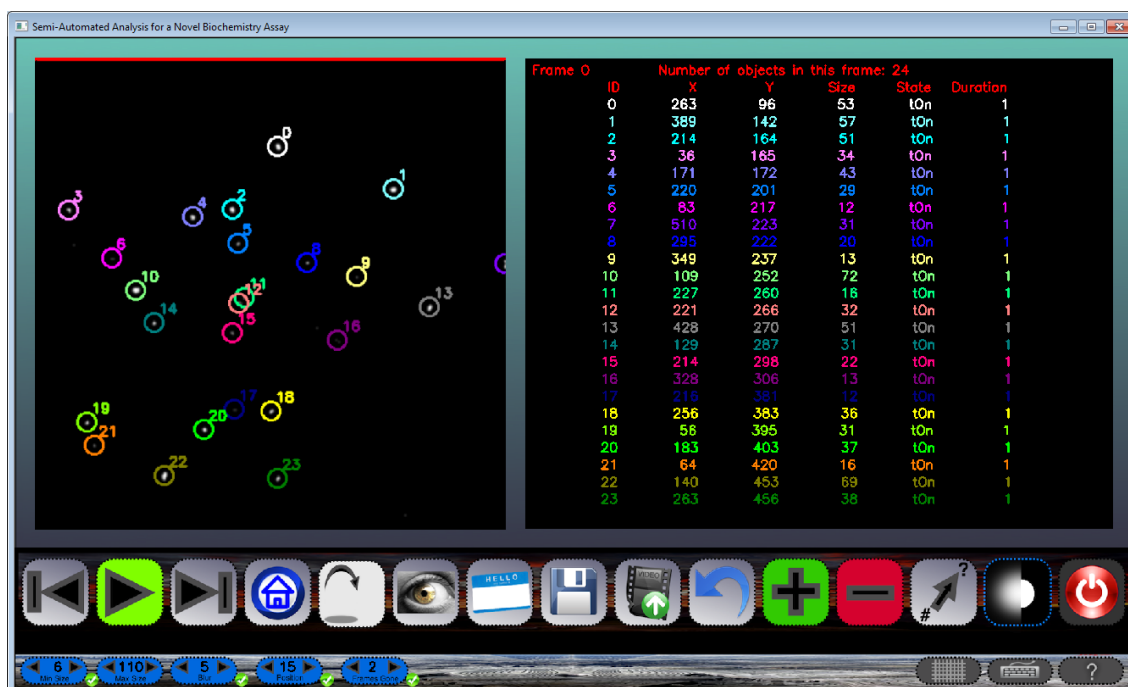 Semi-Automated Analysis for a Novel Biochemistry Assay
Frame 0 Number of objects in this frame: 24
ID X Y Size State Duration
0 263 96 53 tOn 1
1 389 142 57 tOn 1
2 214 164 51 tOn 1
3 36 165 34 tOn 1
4 171 172 43 tOn 1
5 220 201 29 tOn 1
6 83 217 12 tOn 1
7 510 223 31 tOn 1
8 295 222 20 tOn 1
9 349 237 13 tOn 1
10 109 252 72 tOn 1
11 227 260 16 tOn 1
12 221 266 32 tOn 1
13 428 270 51 tOn 1
14 129 287 31 tOn 1
15 214 298 22 tOn 1
16 328 306 13 tOn 1
17 216 381 12 tOn 1
18 256 383 36 tOn 1
19 56 395 31 tOn 1
20 183 403 37 tOn 1
21 64 420 16 tOn 1
22 140 453 69 tOn 1
23 263 456 38 tOn 1
0
1
2
3
4
5
6
8
9
10
11
12
13
14
15
16
17
18
19
20
21
22
23
HELLO
VIDEO
?
#
6 110 5 15 2
Min Size Max Size Blur Position Frames Gone
?